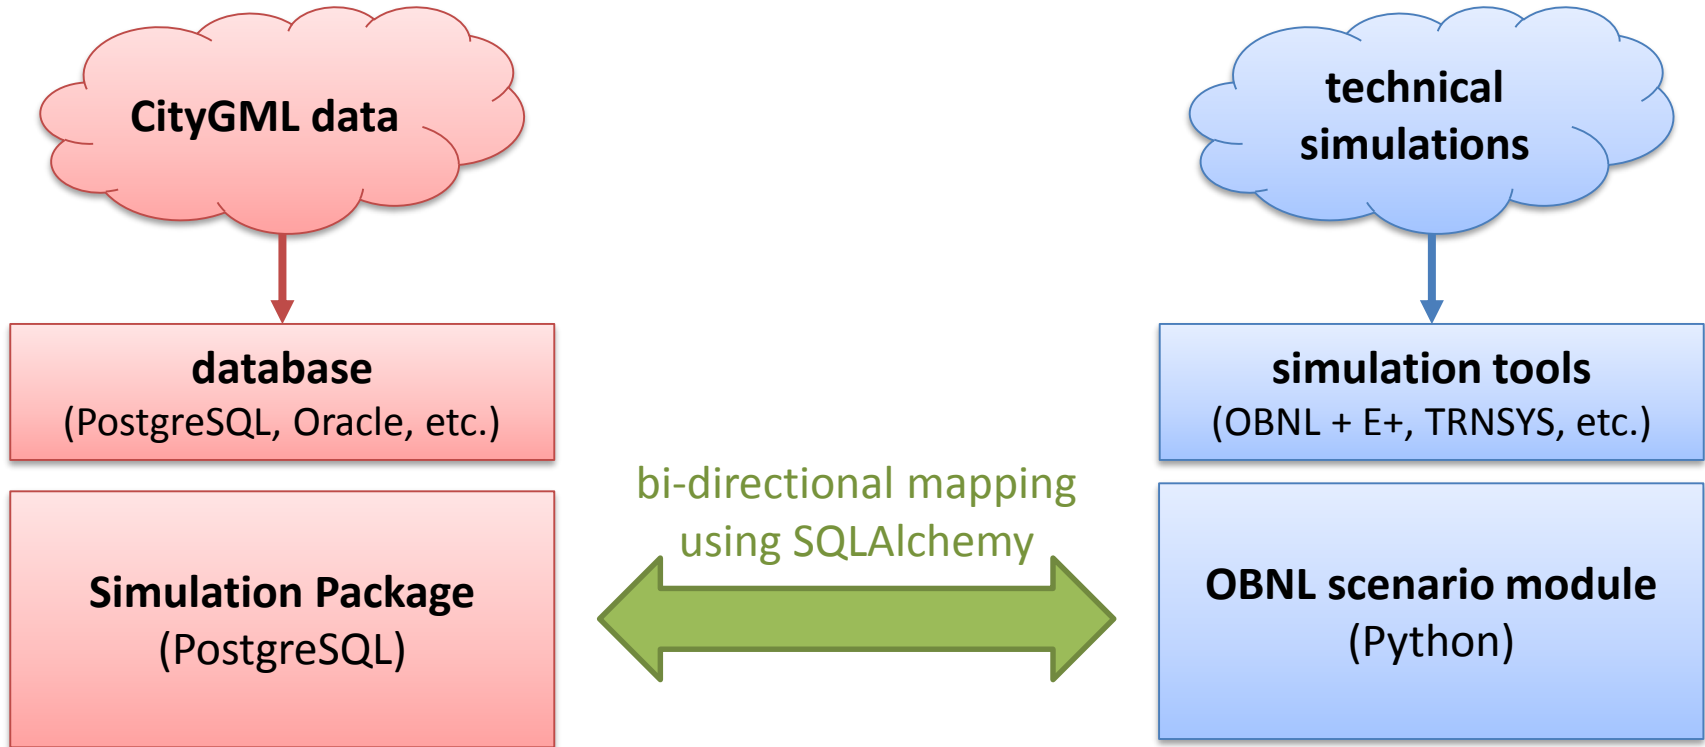 CityGML data
database
(PostgreSQL, Oracle, etc.)
Simulation Package
(PostgreSQL)
bi-directional mapping
using SQLAlchemy
technical
simulations
simulation tools
(OBNL + E+, TRNSYS, etc.)
OBNL scenario module
(Python)